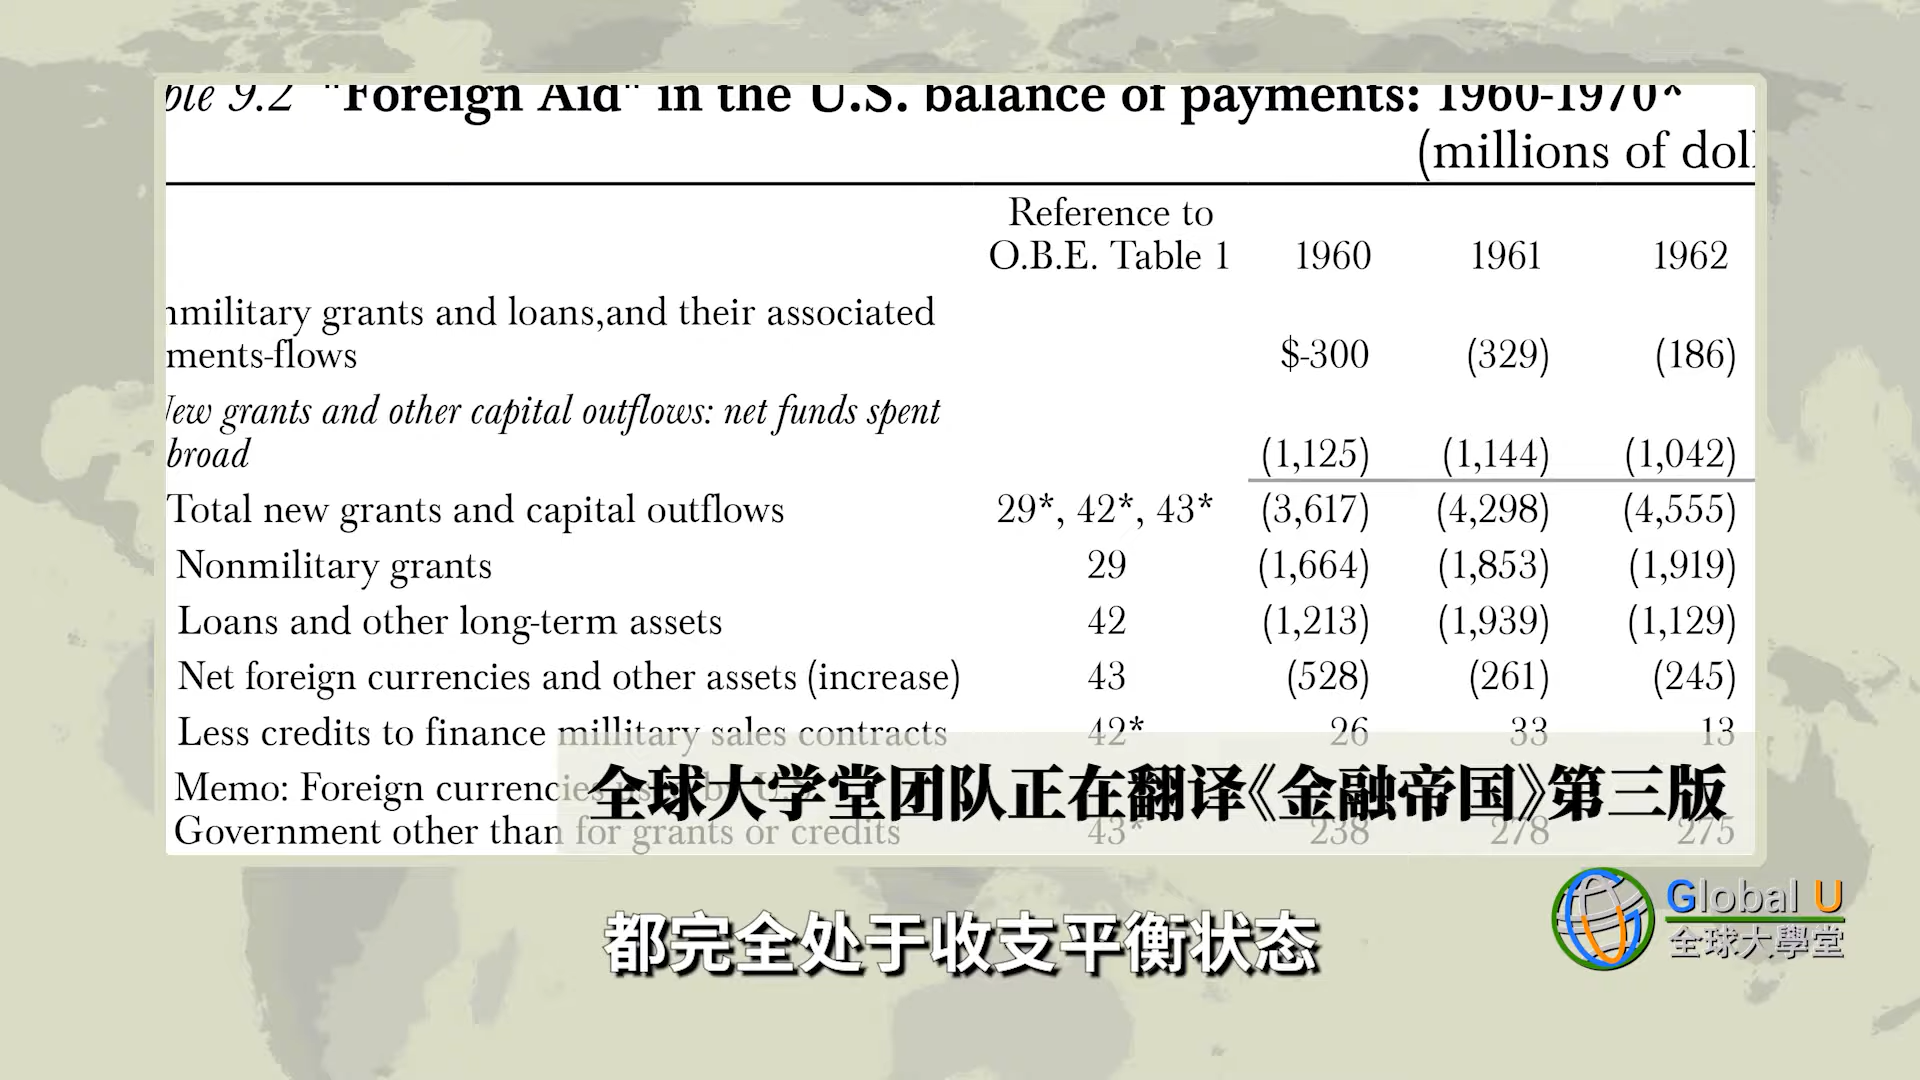 ble 9.2 "Foreign Aid" in the U.S. balance of payments: 1960-1970*
(millions of dol
Reference to
O.B.E. Table 1 1960 1961 1962
nmilitary grants and loans,and their associated
ments-flows $-300 (329) (186)
New grants and other capital outflows: net funds spent
broad (1,125) (1,144) (1,042)
Total new grants and capital outflows 29*, 42*, 43* (3,617) (4,298) (4,555)
Nonmilitary grants 29 (1,664) (1,853) (1,919)
Loans and other long-term assets 42 (1,213) (1,939) (1,129)
Net foreign currencies and other assets (increase) 43 (528) (261) (245)
Less credits to finance millitary sales contracts 42* 26 33 13
Memo: Foreign currencies used by U.S.
Government other than for grants or credits 43* 238 278 275
全球大学堂团队正在翻译《金融帝国》第三版
Global U
全球大學堂
都完全处于收支平衡状态